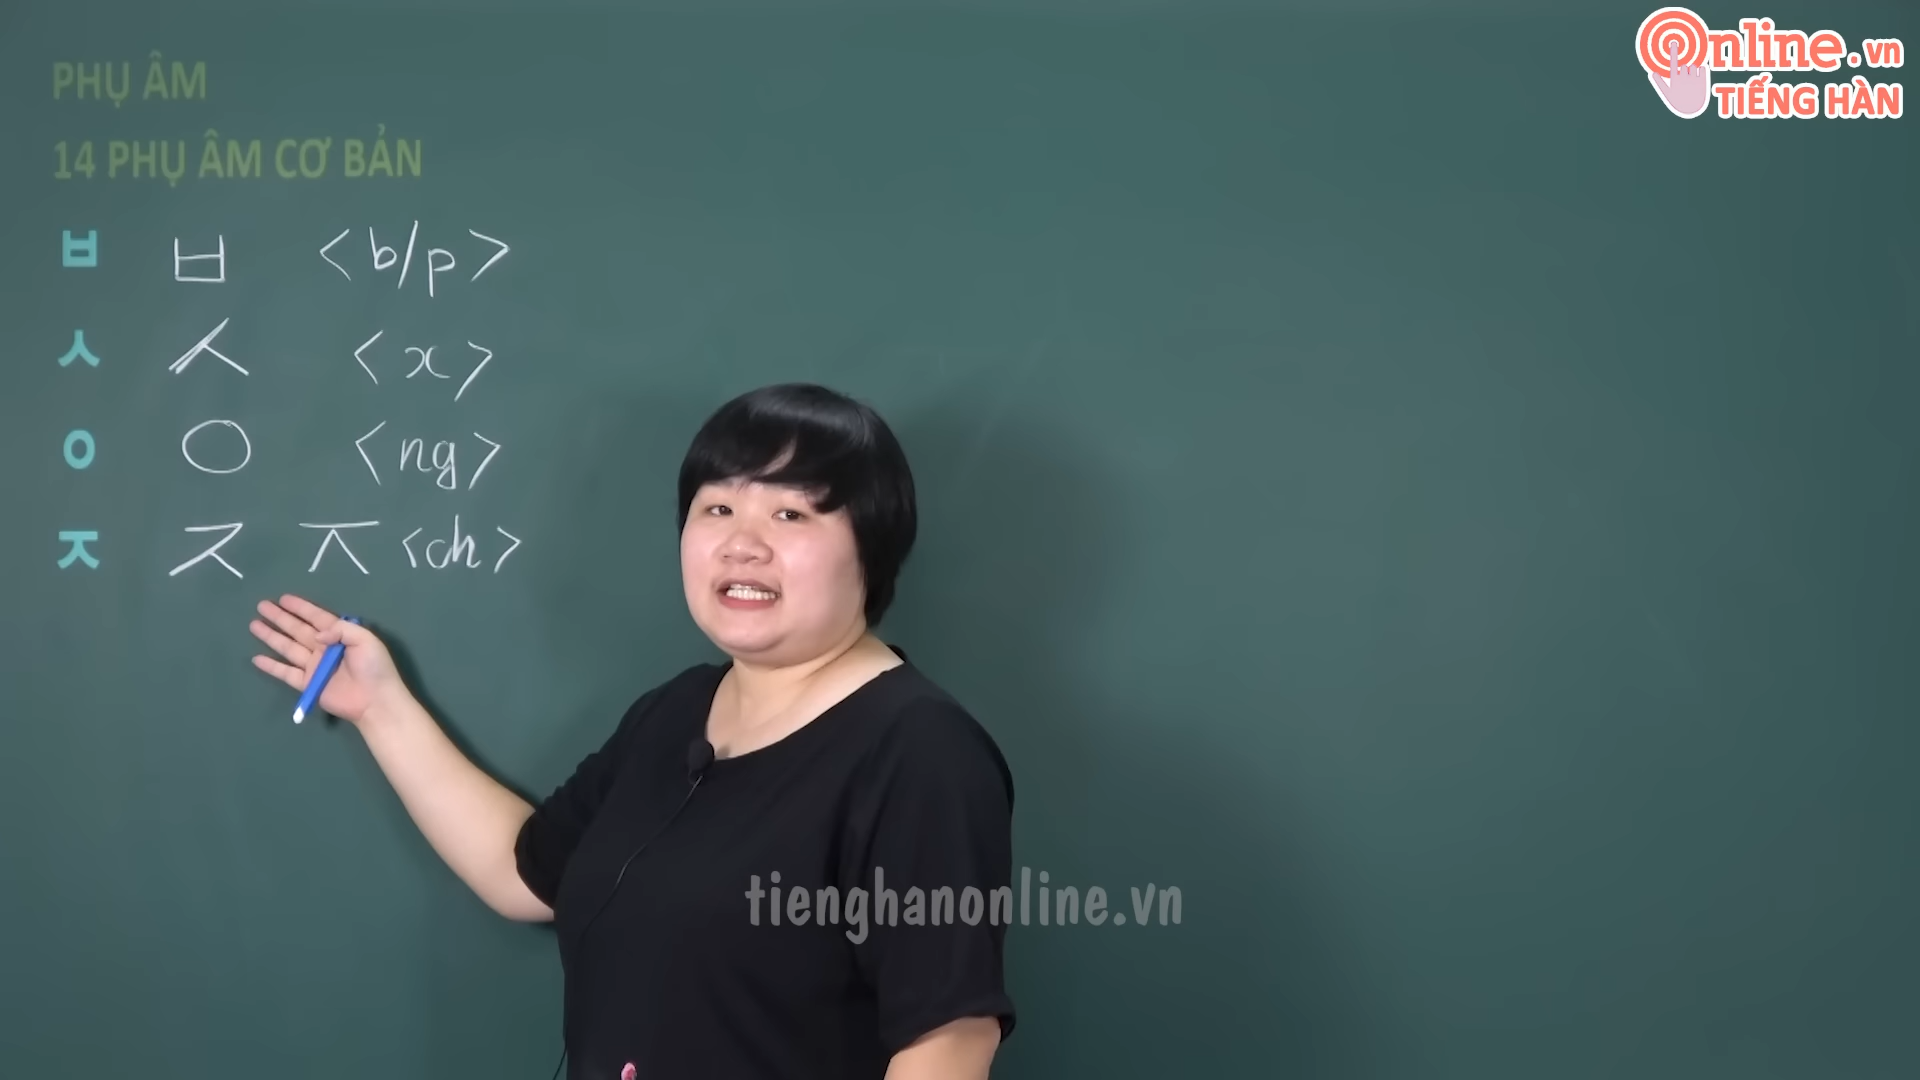 Online.vn
TIẾNG HÀN
PHỤ ÂM
14 PHỤ ÂM CƠ BẢN
ㅂ ㅂ <b/p>
ㅅ ㅅ <x>
ㅇ ㅇ <ng>
ㅈ ㅈ ㅈ <ch>
tienghanonline.vn